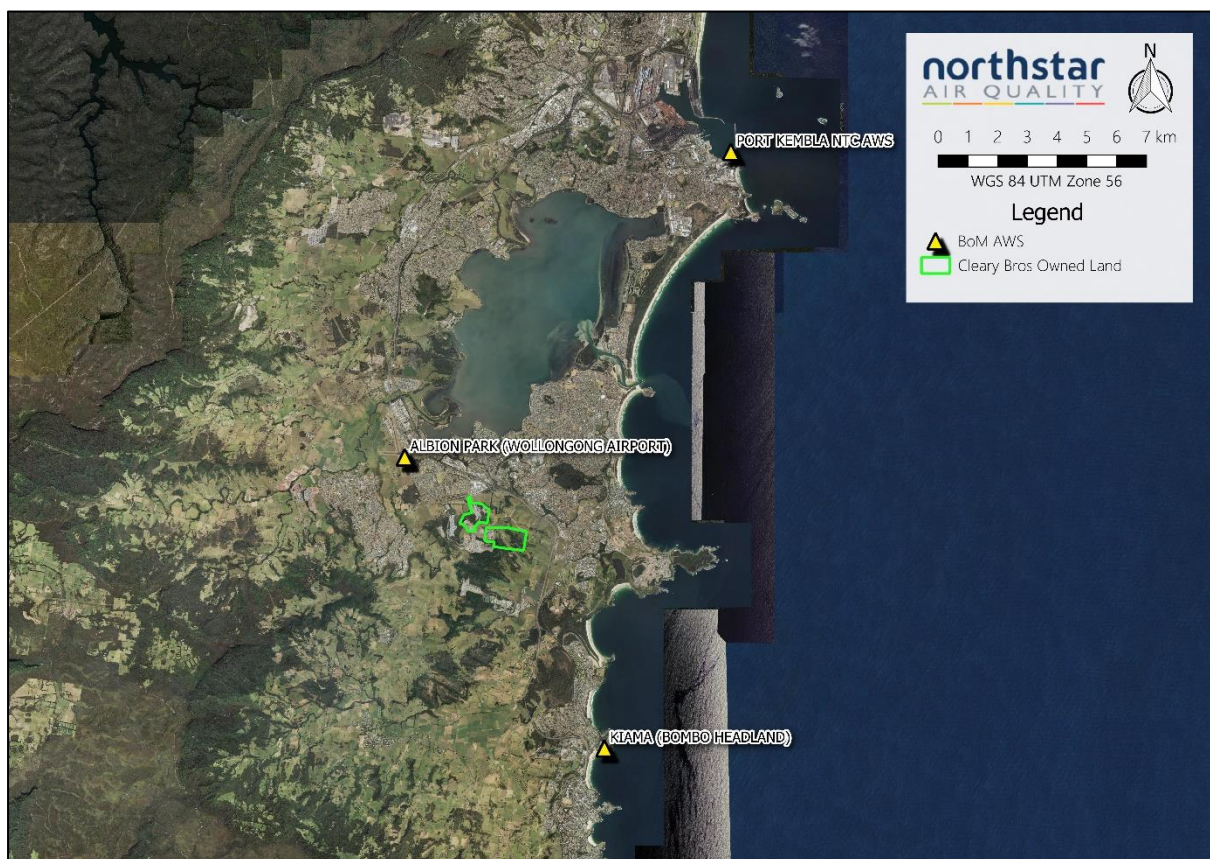 northstar
AIR QUALITY
N
0 1 2 3 4 5 6 7 km
WGS 84 UTM Zone 56
Legend
BoM AWS
Cleary Bros Owned Land
PORT KEMBLA NTC AWS
ALBION PARK (WOLLONGONG AIRPORT)
KIAMA (BOMBO HEADLAND)